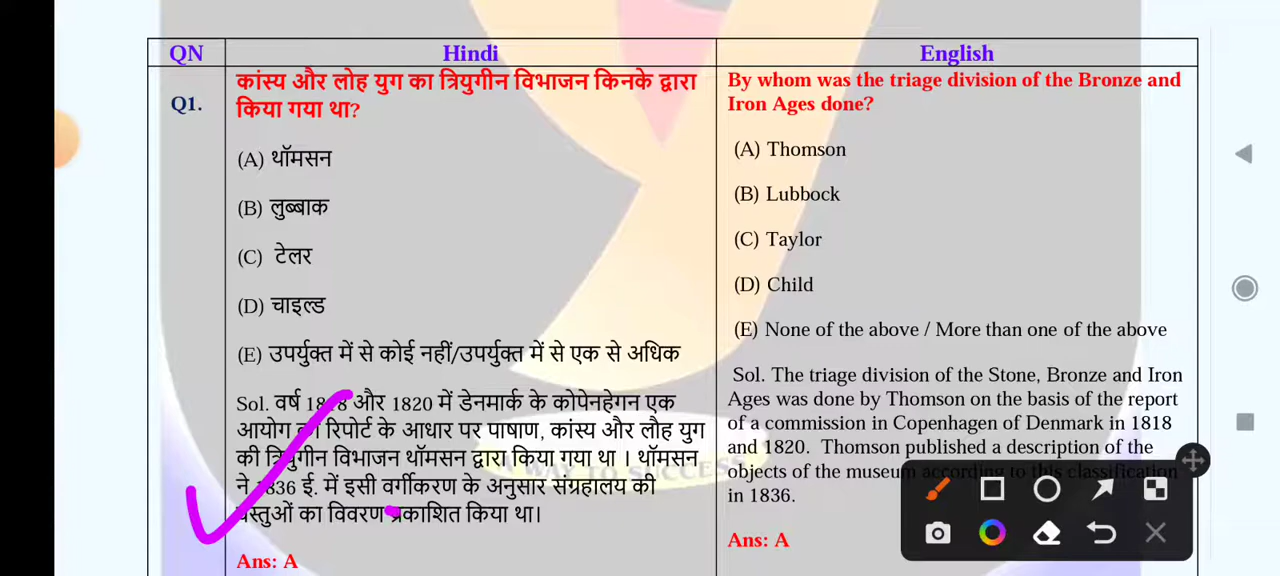 QN Hindi English
Q1.
कांस्य और लोह युग का त्रियुगीन विभाजन किनके द्वारा
किया गया था?
(A) थॉमसन
(B) लुब्बाक
(C) टेलर
(D) चाइल्ड
(E) उपर्युक्त में से कोई नहीं/उपर्युक्त में से एक से अधिक
Sol. वर्ष 1818 और 1820 में डेनमार्क के कोपेनहेगन एक
आयोग की रिपोर्ट के आधार पर पाषाण, कांस्य और लौह युग
की त्रियुगीन विभाजन थॉमसन द्वारा किया गया था । थॉमसन
ने 1836 ई. में इसी वर्गीकरण के अनुसार संग्रहालय की
वस्तुओं का विवरण प्रकाशित किया था।
Ans: A
By whom was the triage division of the Bronze and
Iron Ages done?
(A) Thomson
(B) Lubbock
(C) Taylor
(D) Child
(E) None of the above / More than one of the above
Sol. The triage division of the Stone, Bronze and Iron
Ages was done by Thomson on the basis of the report
of a commission in Copenhagen of Denmark in 1818
and 1820. Thomson published a description of the
objects of the museum according to this classification
in 1836.
Ans: A
WAY TO SUCCESS